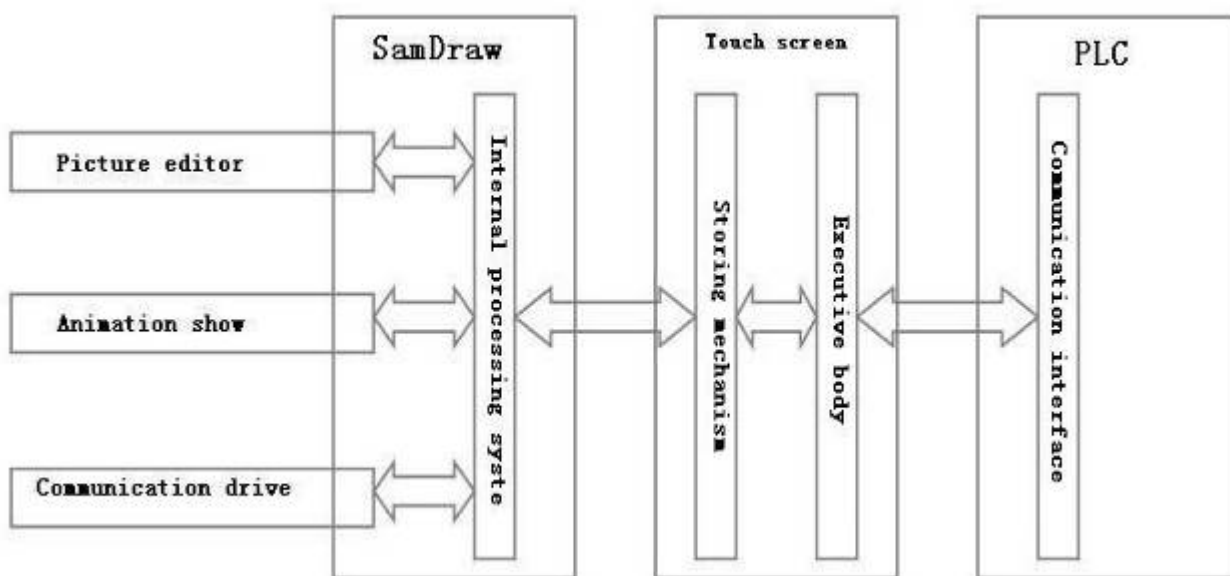 SamDraw
Touch screen
PLC
Picture editor
Animation show
Communication drive
Internal processing syste
Storing mechanism
Executive body
Communication interface